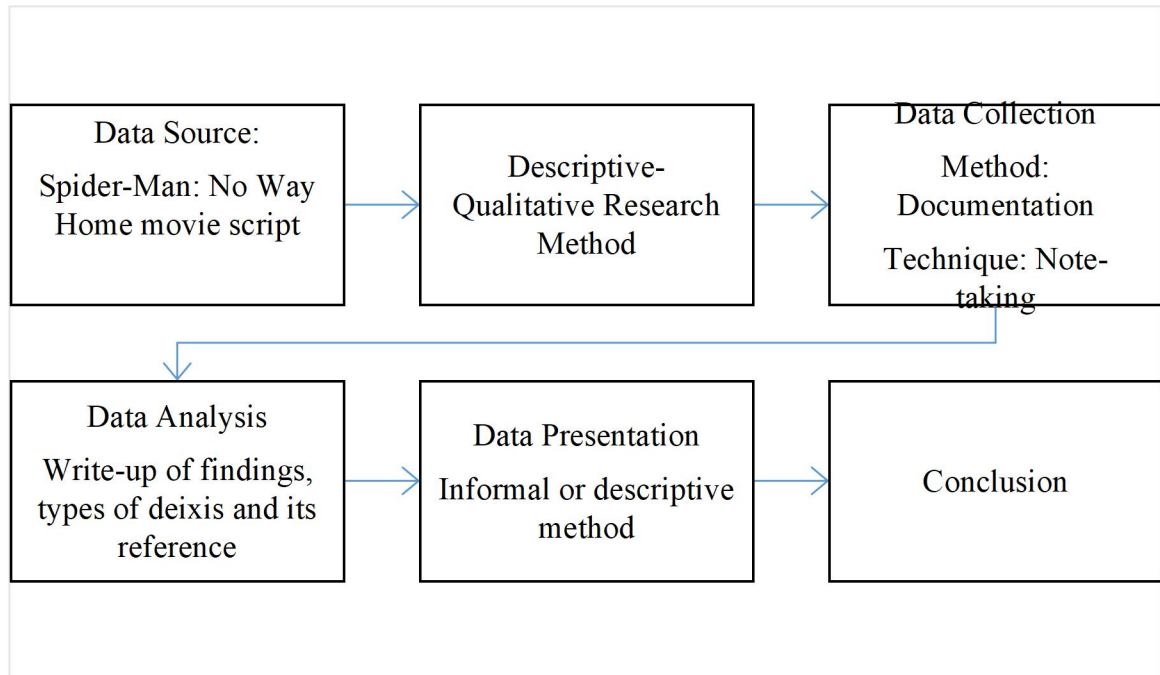 Data Source:
Spider-Man: No Way
Home movie script
Descriptive-
Qualitative Research
Method
Data Collection
Method:
Documentation
Technique: Note-
taking
Data Analysis
Write-up of findings,
types of deixis and its
reference
Data Presentation
Informal or descriptive
method
Conclusion